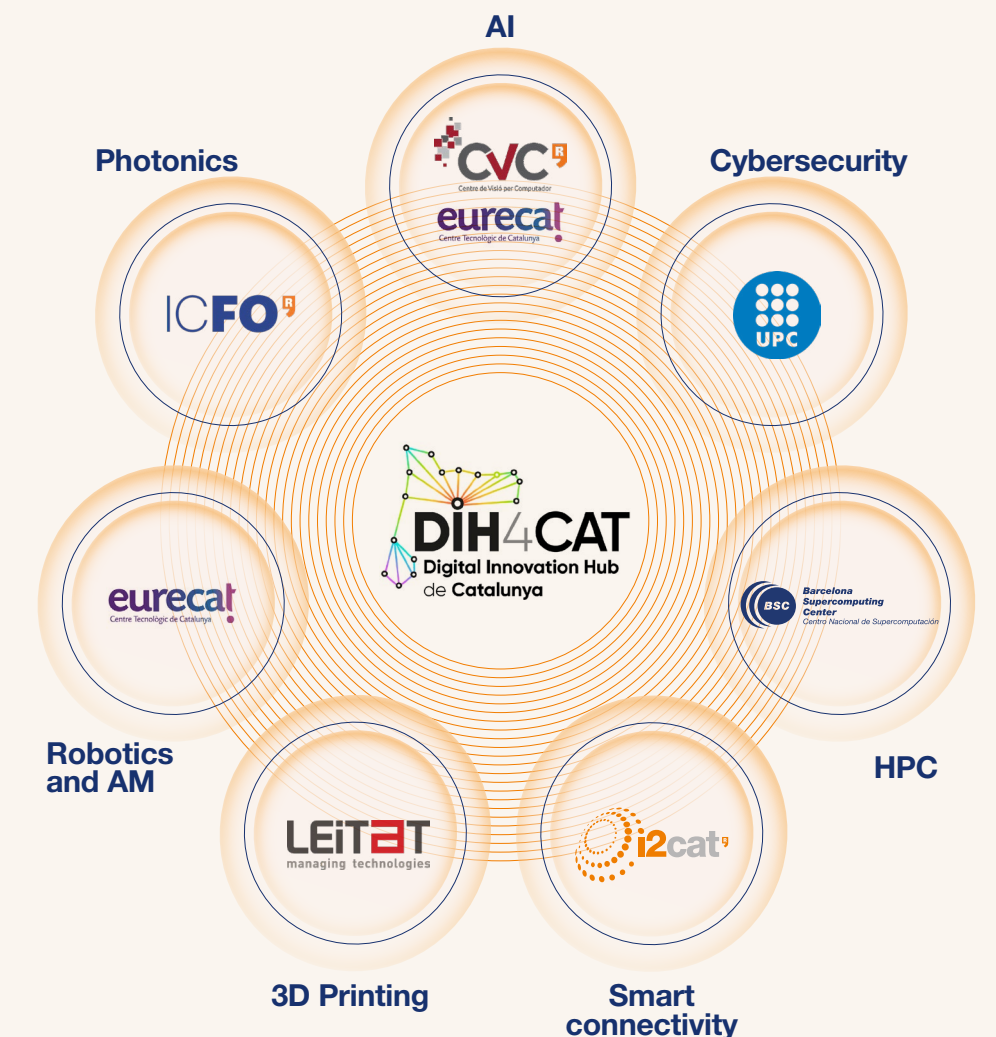 AI
CVC R
Centre de Visió per Computador
eurecat
Centre Tecnològic de Catalunya
Photonics
ICFO R
Cybersecurity
UPC
DIH4CAT
Digital Innovation Hub
de Catalunya
eurecat
Centre Tecnològic de Catalunya
Robotics
and AM
BSC
Barcelona
Supercomputing
Center
Centro Nacional de Supercomputación
HPC
LEiTAT
managing technologies
3D Printing
i2cat R
Smart
connectivity